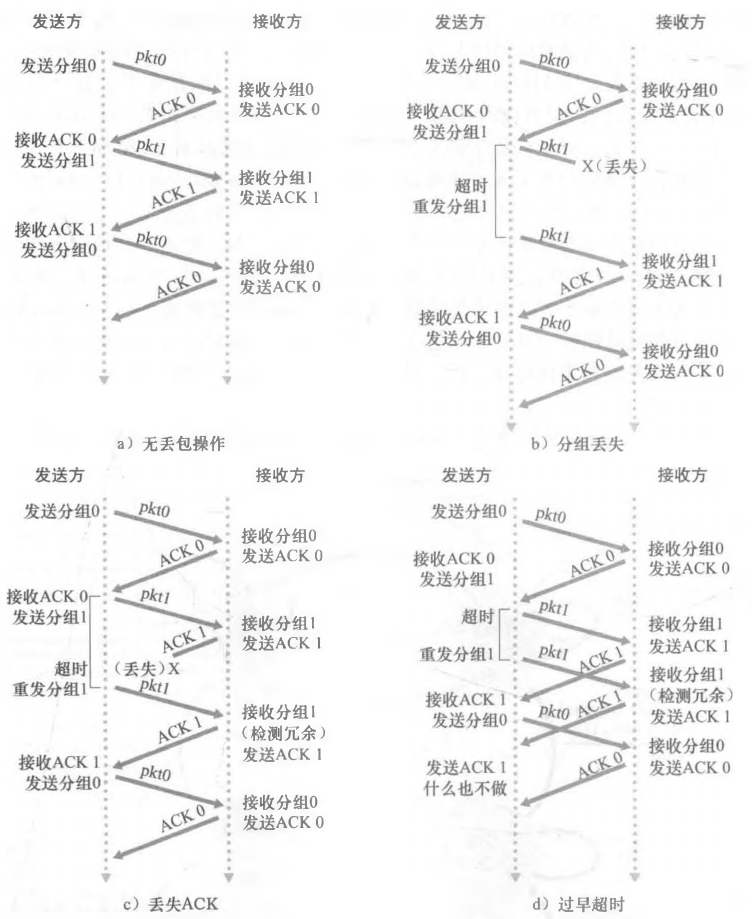 发送方 接收方
发送分组0 pkt0
接收分组0
ACK 0 发送ACK 0
接收ACK 0
发送分组1 pkt1
接收分组1
ACK 1 发送ACK 1
接收ACK 1
发送分组0 pkt0
接收分组0
ACK 0 发送ACK 0
a）无丢包操作
发送方 接收方
发送分组0 pkt0
接收分组0
ACK 0 发送ACK 0
接收ACK 0
发送分组1
pkt1
X（丢失）
超时
重发分组1
pkt1
接收分组1
ACK 1 发送ACK 1
接收ACK 1
发送分组0 pkt0
接收分组0
ACK 0 发送ACK 0
b）分组丢失
发送方 接收方
发送分组0 pkt0
接收分组0
ACK 0 发送ACK 0
接收ACK 0
发送分组1 pkt1
接收分组1
ACK 1 发送ACK 1
超时 （丢失）X
重发分组1 pkt1
接收分组1
（检测冗余）
ACK 1 发送ACK 1
接收ACK 1
发送分组0 pkt0
接收分组0
ACK 0 发送ACK 0
c）丢失ACK
发送方 接收方
发送分组0 pkt0
接收分组0
ACK 0 发送ACK 0
接收ACK 0
发送分组1
超时 pkt1
接收分组1
发送ACK 1
重发分组1 pkt1 ACK 1
接收分组1
（检测冗余）
发送ACK 1
接收ACK 1 ACK 1
发送分组0 pkt0
接收分组0
ACK 0 发送ACK 0
发送ACK 1
什么也不做
d）过早超时